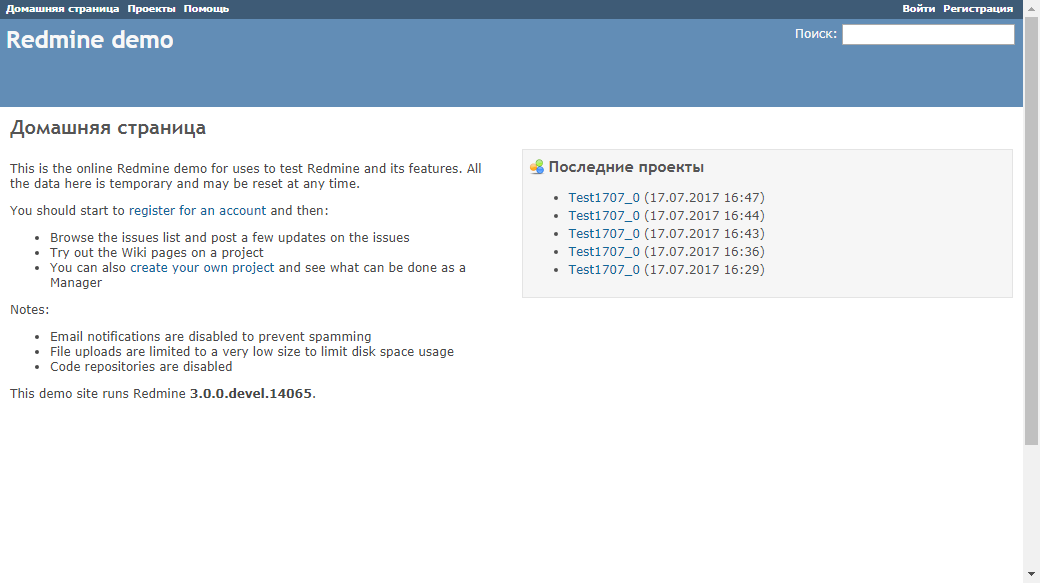 Домашняя страница Проекты Помощь Войти Регистрация
Redmine demo
Поиск:
Домашняя страница
This is the online Redmine demo for uses to test Redmine and its features. All
the data here is temporary and may be reset at any time.
You should start to register for an account and then:
Browse the issues list and post a few updates on the issues
Try out the Wiki pages on a project
You can also create your own project and see what can be done as a
Manager
Notes:
Email notifications are disabled to prevent spamming
File uploads are limited to a very low size to limit disk space usage
Code repositories are disabled
This demo site runs Redmine 3.0.0.devel.14065.
Последние проекты
Test1707_0 (17.07.2017 16:47)
Test1707_0 (17.07.2017 16:44)
Test1707_0 (17.07.2017 16:43)
Test1707_0 (17.07.2017 16:36)
Test1707_0 (17.07.2017 16:29)